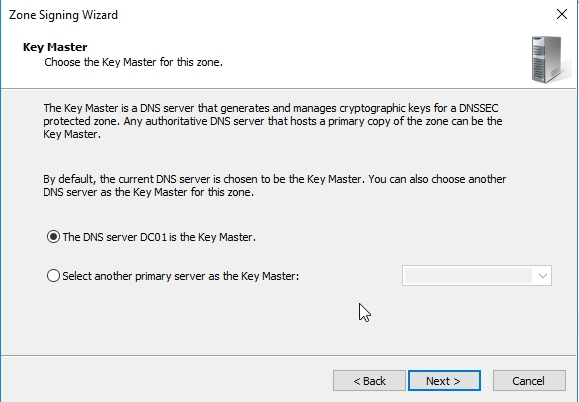 Zone Signing Wizard
Key Master
Choose the Key Master for this zone.
The Key Master is a DNS server that generates and manages cryptographic keys for a DNSSEC
protected zone. Any authoritative DNS server that hosts a primary copy of the zone can be the
Key Master.
By default, the current DNS server is chosen to be the Key Master. You can also choose another
DNS server as the Key Master for this zone.
The DNS server DC01 is the Key Master.
Select another primary server as the Key Master:
< Back
Next >
Cancel